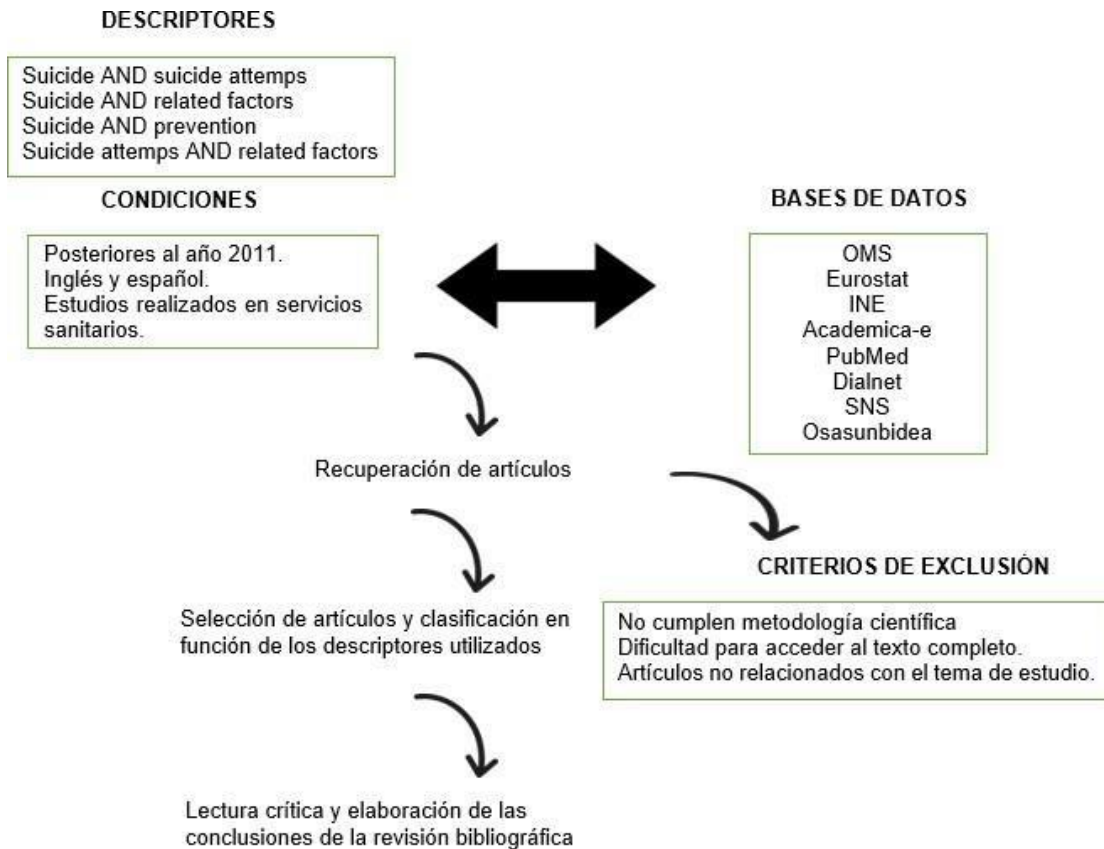 DESCRIPTORES
Suicide AND suicide attemps
Suicide AND related factors
Suicide AND prevention
Suicide attemps AND related factors
CONDICIONES
Posteriores al año 2011.
Inglés y español.
Estudios realizados en servicios
sanitarios.
BASES DE DATOS
OMS
Eurostat
INE
Academica-e
PubMed
Dialnet
SNS
Osasunbidea
Recuperación de artículos
CRITERIOS DE EXCLUSIÓN
No cumplen metodología científica
Dificultad para acceder al texto completo.
Artículos no relacionados con el tema de estudio.
Selección de artículos y clasificación en
función de los descriptores utilizados
Lectura crítica y elaboración de las
conclusiones de la revisión bibliográfica